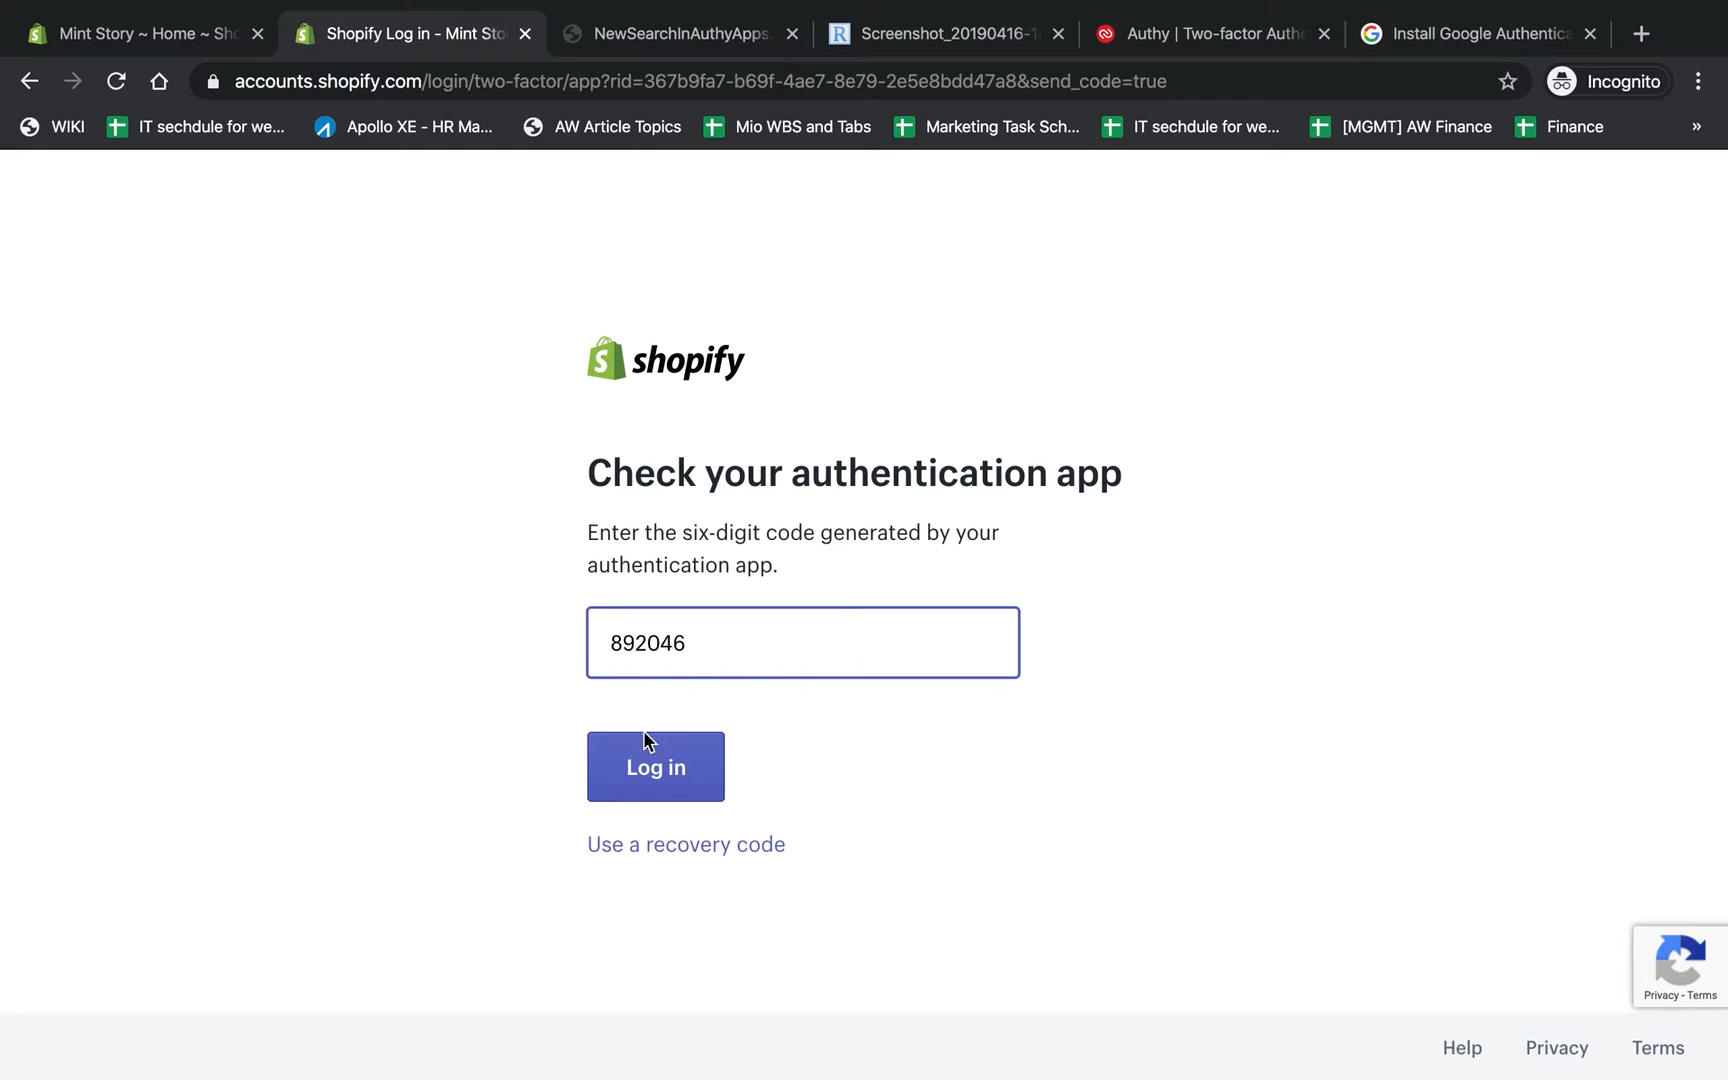 Mint Story ~ Home ~ Sho
Shopify Log in - Mint Sto
NewSearchInAuthyApps.
Screenshot_20190416-1
Authy | Two-factor Authe
Install Google Authentica
accounts.shopify.com/login/two-factor/app?rid=367b9fa7-b69f-4ae7-8e79-2e5e8bdd47a8&send_code=true
Incognito
WIKI
IT sechdule for we...
Apollo XE - HR Ma...
AW Article Topics
Mio WBS and Tabs
Marketing Task Sch...
IT sechdule for we...
[MGMT] AW Finance
Finance
»
shopify
Check your authentication app
Enter the six-digit code generated by your
authentication app.
892046
Log in
Use a recovery code
Privacy - Terms
Help
Privacy
Terms